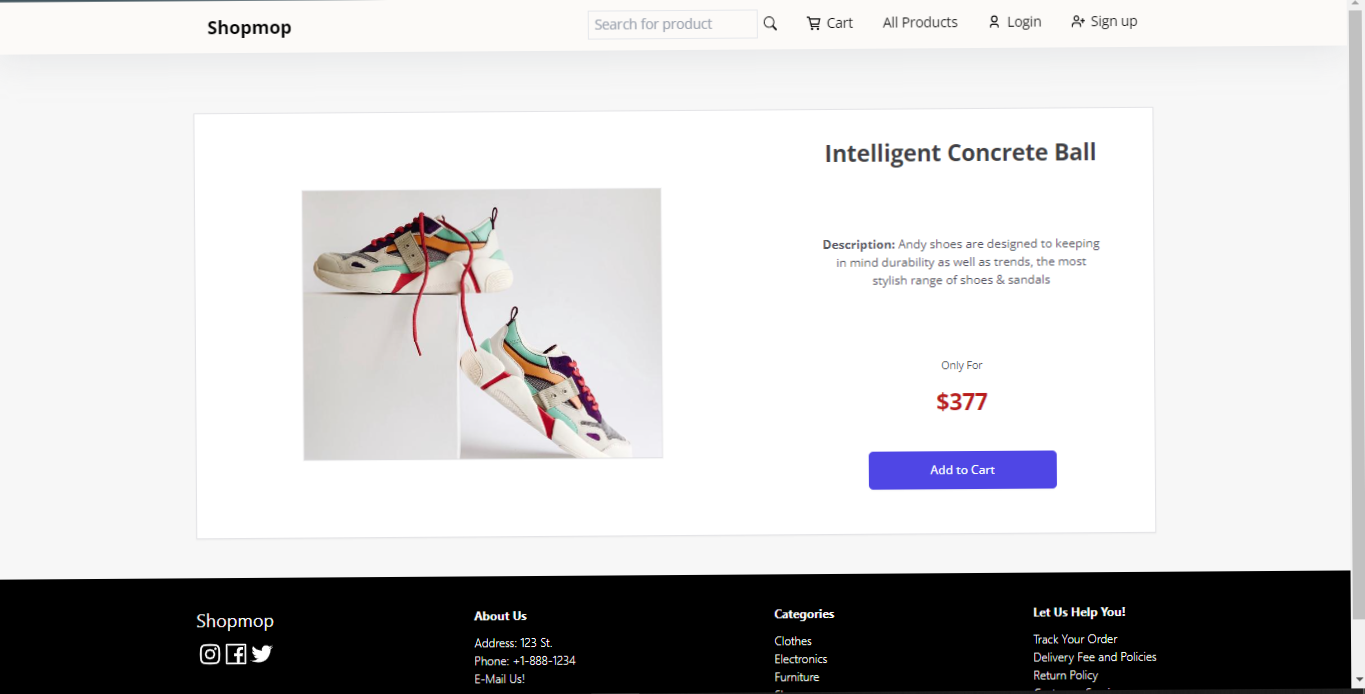 Shopmop
Search for product
Cart
All Products
Login
Sign up
Intelligent Concrete Ball
Description: Andy shoes are designed to keeping
in mind durability as well as trends, the most
stylish range of shoes & sandals
Only For
$377
Add to Cart
Shopmop
About Us
Address: 123 St.
Phone: +1-888-1234
E-Mail Us!
Categories
Clothes
Electronics
Furniture
Let Us Help You!
Track Your Order
Delivery Fee and Policies
Return Policy